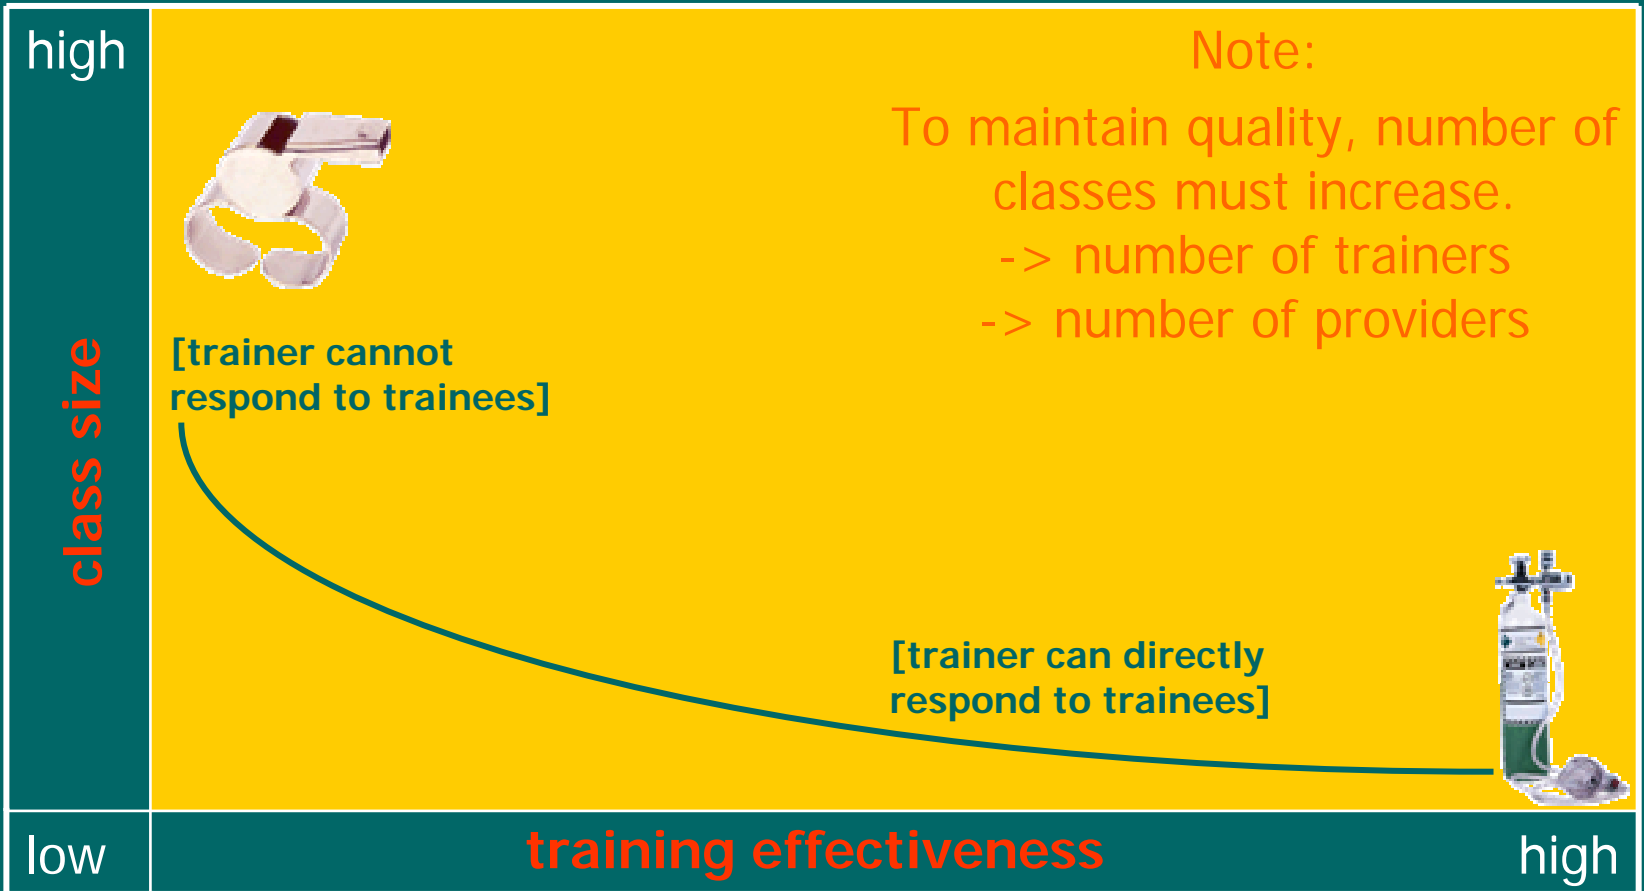 high
Note:
To maintain quality, number of
classes must increase.
-> number of trainers
-> number of providers
class size
[trainer cannot
respond to trainees]
[trainer can directly
respond to trainees]
low
training effectiveness
high